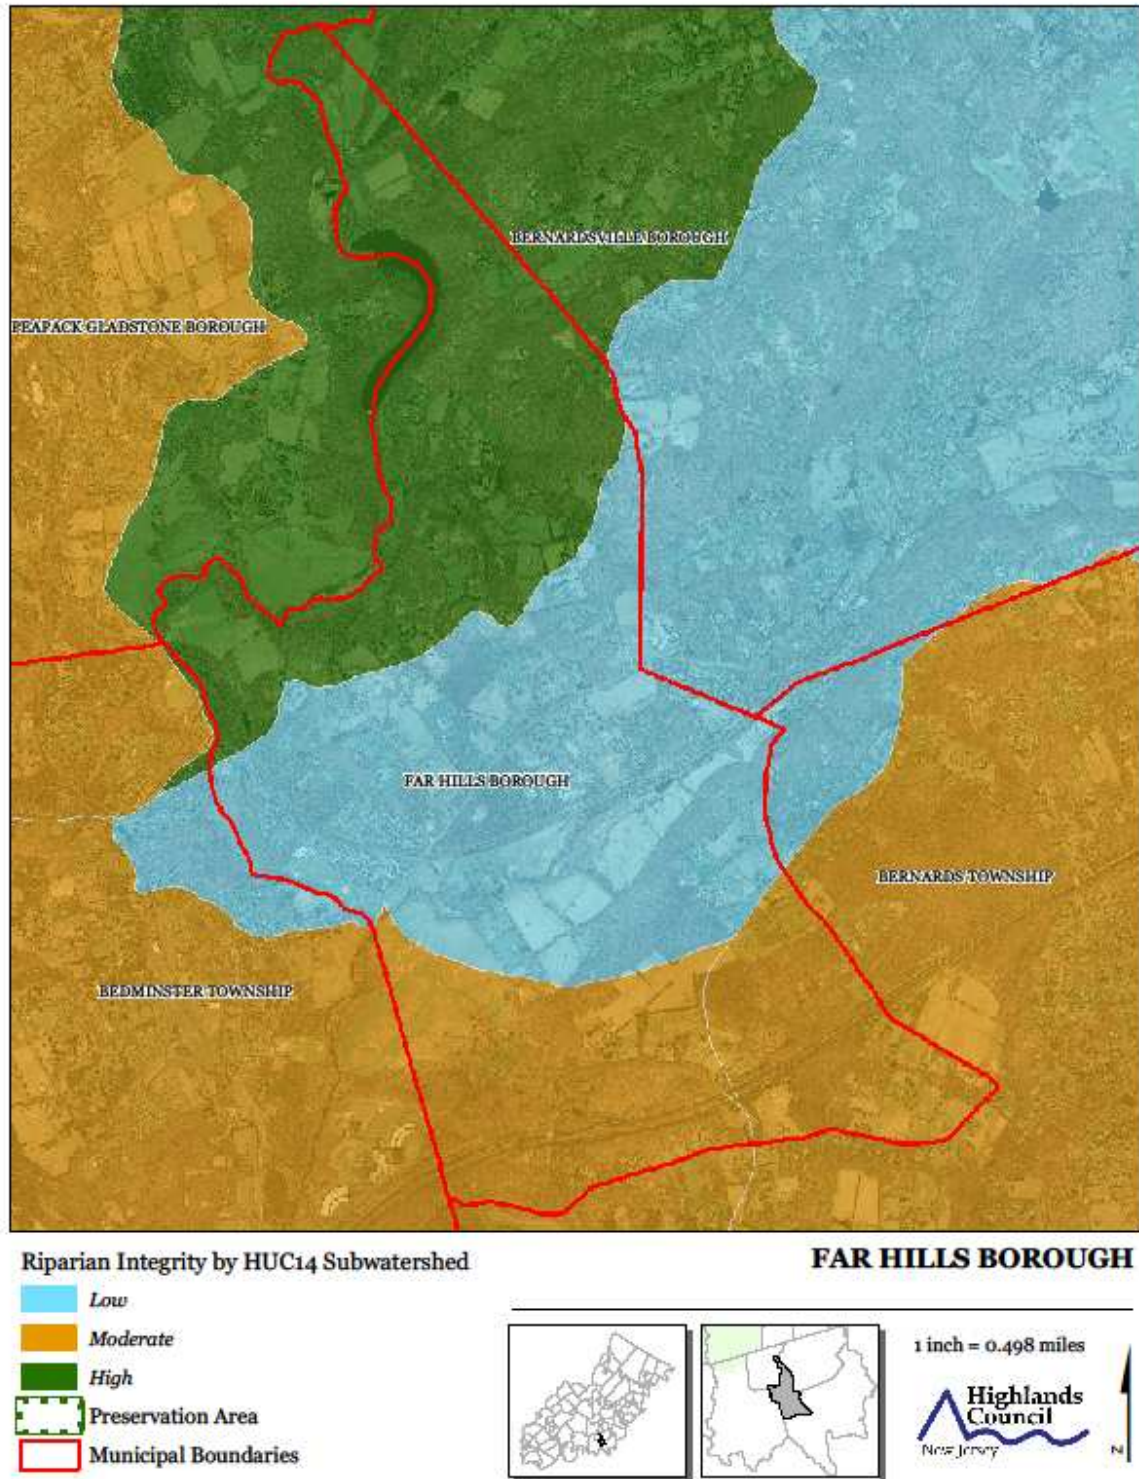 BERNARDSVILLE BOROUGH
PEAPACK GLADSTONE BOROUGH
FAR HILLS BOROUGH
BERNARDS TOWNSHIP
BEDMINSTER TOWNSHIP
Riparian Integrity by HUC14 Subwatershed
Low
Moderate
High
Preservation Area
Municipal Boundaries
FAR HILLS BOROUGH
1 inch = 0.498 miles
Highlands
Council
New Jersey
N